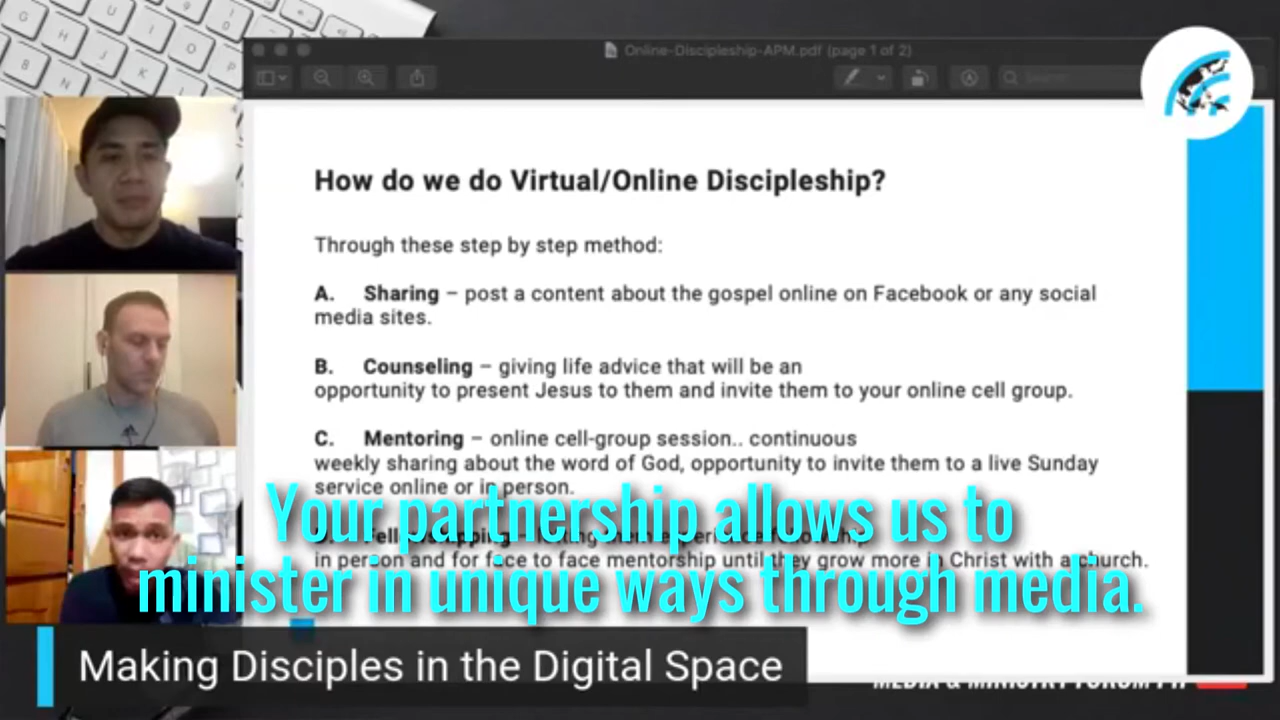 Online-Discipleship-APM.pdf (page 1 of 2)
Search
How do we do Virtual/Online Discipleship?
Through these step by step method:
A. Sharing – post a content about the gospel online on Facebook or any social
media sites.
B. Counseling – giving life advice that will be an
opportunity to present Jesus to them and invite them to your online cell group.
C. Mentoring – online cell-group session.. continuous
weekly sharing about the word of God, opportunity to invite them to a live Sunday
service online or in person.
in person and for face to face mentorship until they grow more in Christ with a church.
Your partnership allows us to
minister in unique ways through media.
Making Disciples in the Digital Space
MEDIA & MINISTRY FORUM PH